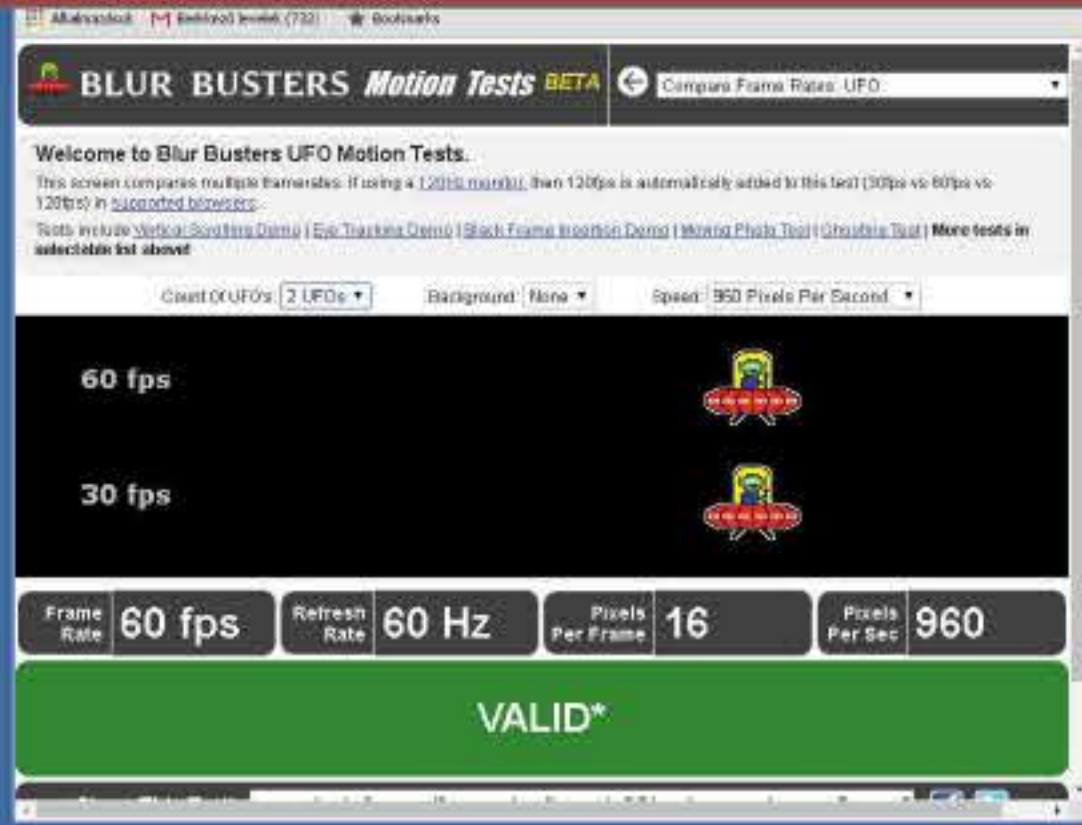 Alkalmazások Beérkező levelek (732) Bookmarks
BLUR BUSTERS Motion Tests BETA Compare Frame Rates: UFO
Welcome to Blur Busters UFO Motion Tests.
This screen compares multiple framerates. If using a 120Hz monitor, then 120fps is automatically added to this test (30fps vs 60fps vs
120fps) in supported browsers.
Tests include Vertical Scrolling Demo | Eye Tracking Demo | Black Frame Insertion Demo | Moving Photo Test | Ghosting Test | More tests in
selectable list above!
Count Of UFO's: 2 UFOs Background: None Speed: 960 Pixels Per Second
60 fps
30 fps
Frame Rate 60 fps Refresh Rate 60 Hz Pixels Per Frame 16 Pixels Per Sec 960
VALID*